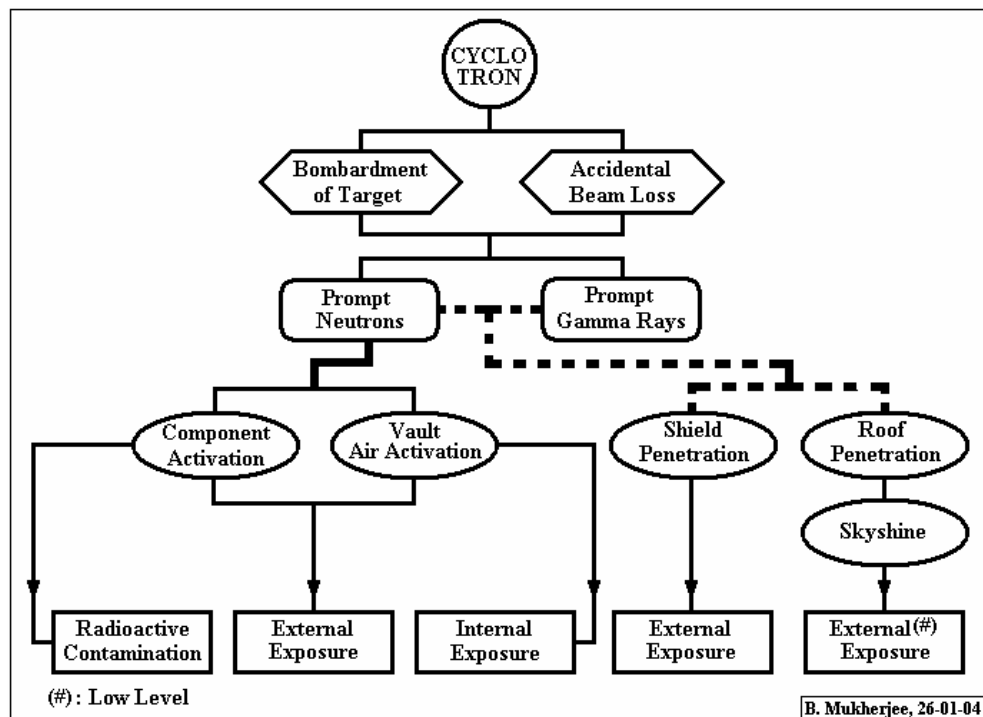 CYCLO
TRON
Bombardment
of Target
Accidental
Beam Loss
Prompt
Neutrons
Prompt
Gamma Rays
Component
Activation
Vault
Air Activation
Shield
Penetration
Roof
Penetration
Skyshine
Radioactive
Contamination
External
Exposure
Internal
Exposure
External
Exposure
External(#)
Exposure
(#) : Low Level
B. Mukherjee, 26-01-04